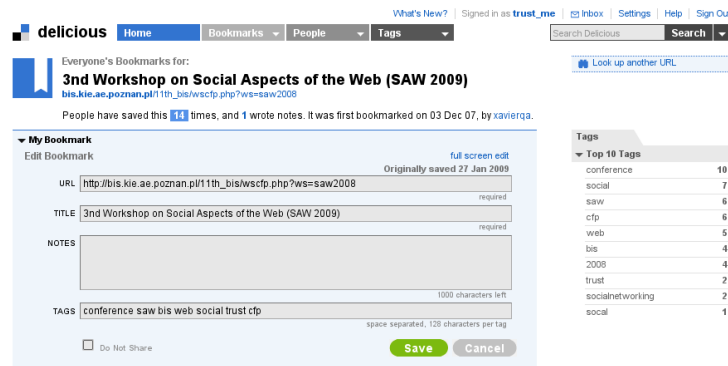 What's New? Signed in as trust_me Inbox Settings Help Sign Ou
delicious Home Bookmarks People Tags Search Delicious Search
Everyone's Bookmarks for:
3nd Workshop on Social Aspects of the Web (SAW 2009)
bis.kie.ae.poznan.pl/11th_bis/wscfp.php?ws=saw2008
Look up another URL
People have saved this 14 times, and 1 wrote notes. It was first bookmarked on 03 Dec 07, by xavierqa.
My Bookmark
Edit Bookmark full screen edit
Originally saved 27 Jan 2009
URL http://bis.kie.ae.poznan.pl/11th_bis/wscfp.php?ws=saw2008
required
TITLE 3nd Workshop on Social Aspects of the Web (SAW 2009)
required
NOTES
1000 characters left
TAGS conference saw bis web social trust cfp
space separated, 128 characters per tag
Do Not Share Save Cancel
Tags
Top 10 Tags
conference 10
social 7
saw 6
cfp 6
web 5
bis 4
2008 4
trust 2
socialnetworking 2
socal 1